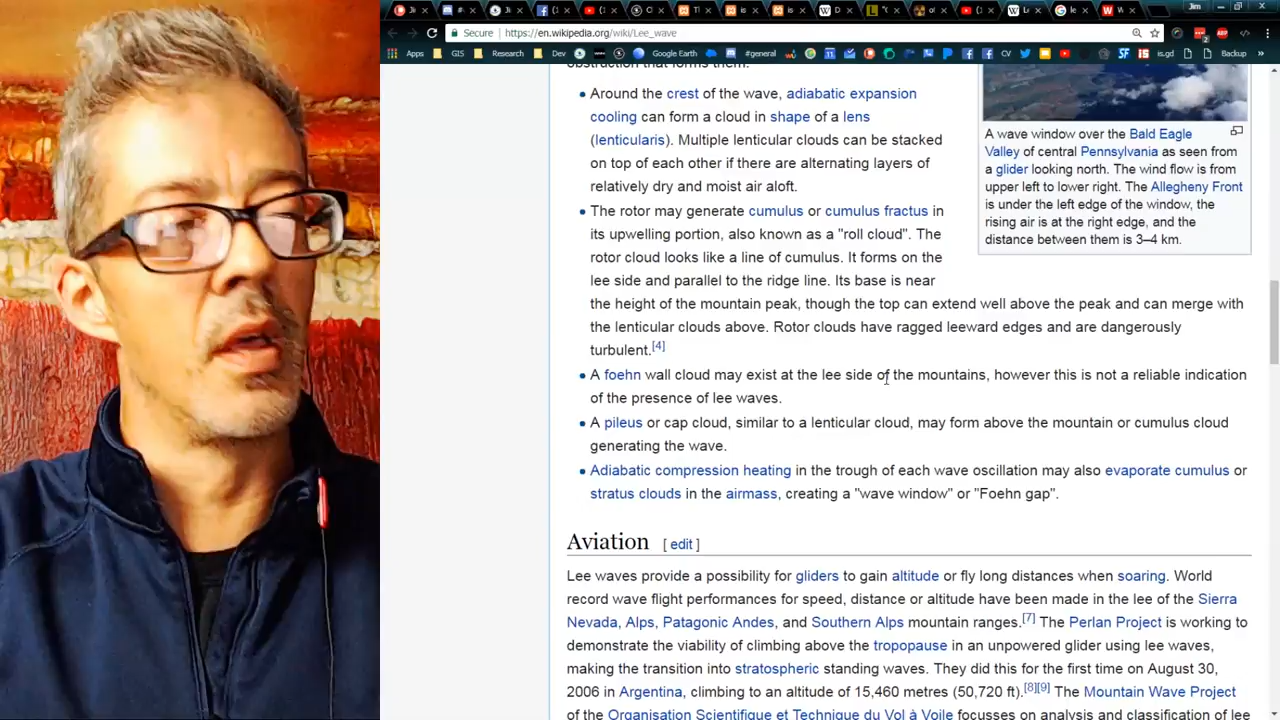 Jim
Secure
https://en.wikipedia.org/wiki/Lee_wave
Apps
GIS
Research
Dev
Google Earth
#general
CV
is.gd
Backup
obstruction that forms them.
Around the crest of the wave, adiabatic expansion
cooling can form a cloud in shape of a lens
(lenticularis). Multiple lenticular clouds can be stacked
on top of each other if there are alternating layers of
relatively dry and moist air aloft.
The rotor may generate cumulus or cumulus fractus in
its upwelling portion, also known as a "roll cloud". The
rotor cloud looks like a line of cumulus. It forms on the
lee side and parallel to the ridge line. Its base is near
the height of the mountain peak, though the top can extend well above the peak and can merge with
the lenticular clouds above. Rotor clouds have ragged leeward edges and are dangerously
turbulent.[4]
A foehn wall cloud may exist at the lee side of the mountains, however this is not a reliable indication
of the presence of lee waves.
A pileus or cap cloud, similar to a lenticular cloud, may form above the mountain or cumulus cloud
generating the wave.
Adiabatic compression heating in the trough of each wave oscillation may also evaporate cumulus or
stratus clouds in the airmass, creating a "wave window" or "Foehn gap".
A wave window over the Bald Eagle
Valley of central Pennsylvania as seen from
a glider looking north. The wind flow is from
upper left to lower right. The Allegheny Front
is under the left edge of the window, the
rising air is at the right edge, and the
distance between them is 3–4 km.
Aviation [ edit ]
Lee waves provide a possibility for gliders to gain altitude or fly long distances when soaring. World
record wave flight performances for speed, distance or altitude have been made in the lee of the Sierra
Nevada, Alps, Patagonic Andes, and Southern Alps mountain ranges.[7] The Perlan Project is working to
demonstrate the viability of climbing above the tropopause in an unpowered glider using lee waves,
making the transition into stratospheric standing waves. They did this for the first time on August 30,
2006 in Argentina, climbing to an altitude of 15,460 metres (50,720 ft).[8][9] The Mountain Wave Project
of the Organisation Scientifique et Technique du Vol à Voile focusses on analysis and classification of lee